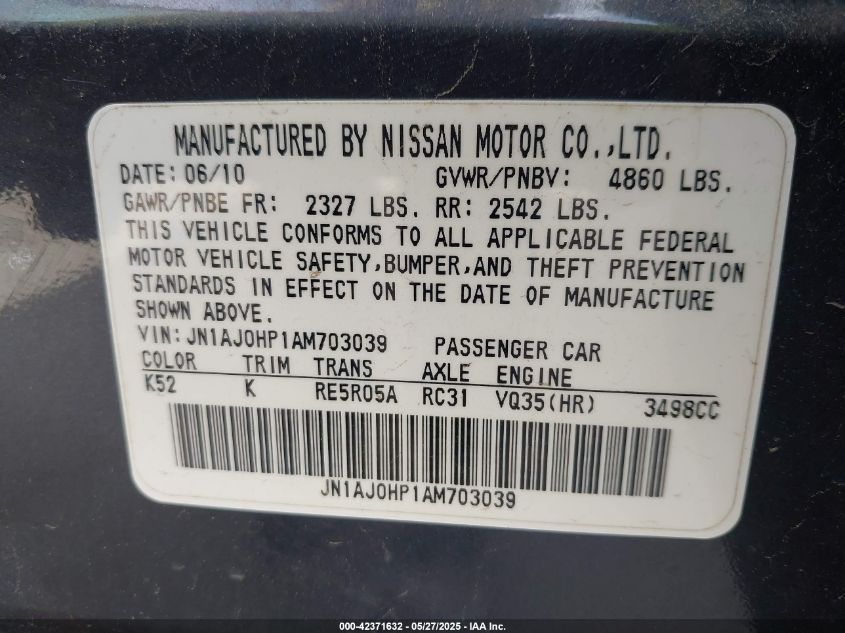 MANUFACTURED BY NISSAN MOTOR CO.,LTD.
DATE: 06/10 GVWR/PNBV: 4860 LBS.
GAWR/PNBE FR: 2327 LBS. RR: 2542 LBS.
THIS VEHICLE CONFORMS TO ALL APPLICABLE FEDERAL
MOTOR VEHICLE SAFETY,BUMPER,AND THEFT PREVENTION
STANDARDS IN EFFECT ON THE DATE OF MANUFACTURE
SHOWN ABOVE.
VIN:JN1AJ0HP1AM703039 PASSENGER CAR
COLOR TRIM TRANS AXLE ENGINE
K52 K RE5R05A RC31 VQ35(HR) 3498CC
JN1AJ0HP1AM703039
000-42371632 - 05/27/2025 - IAA Inc.